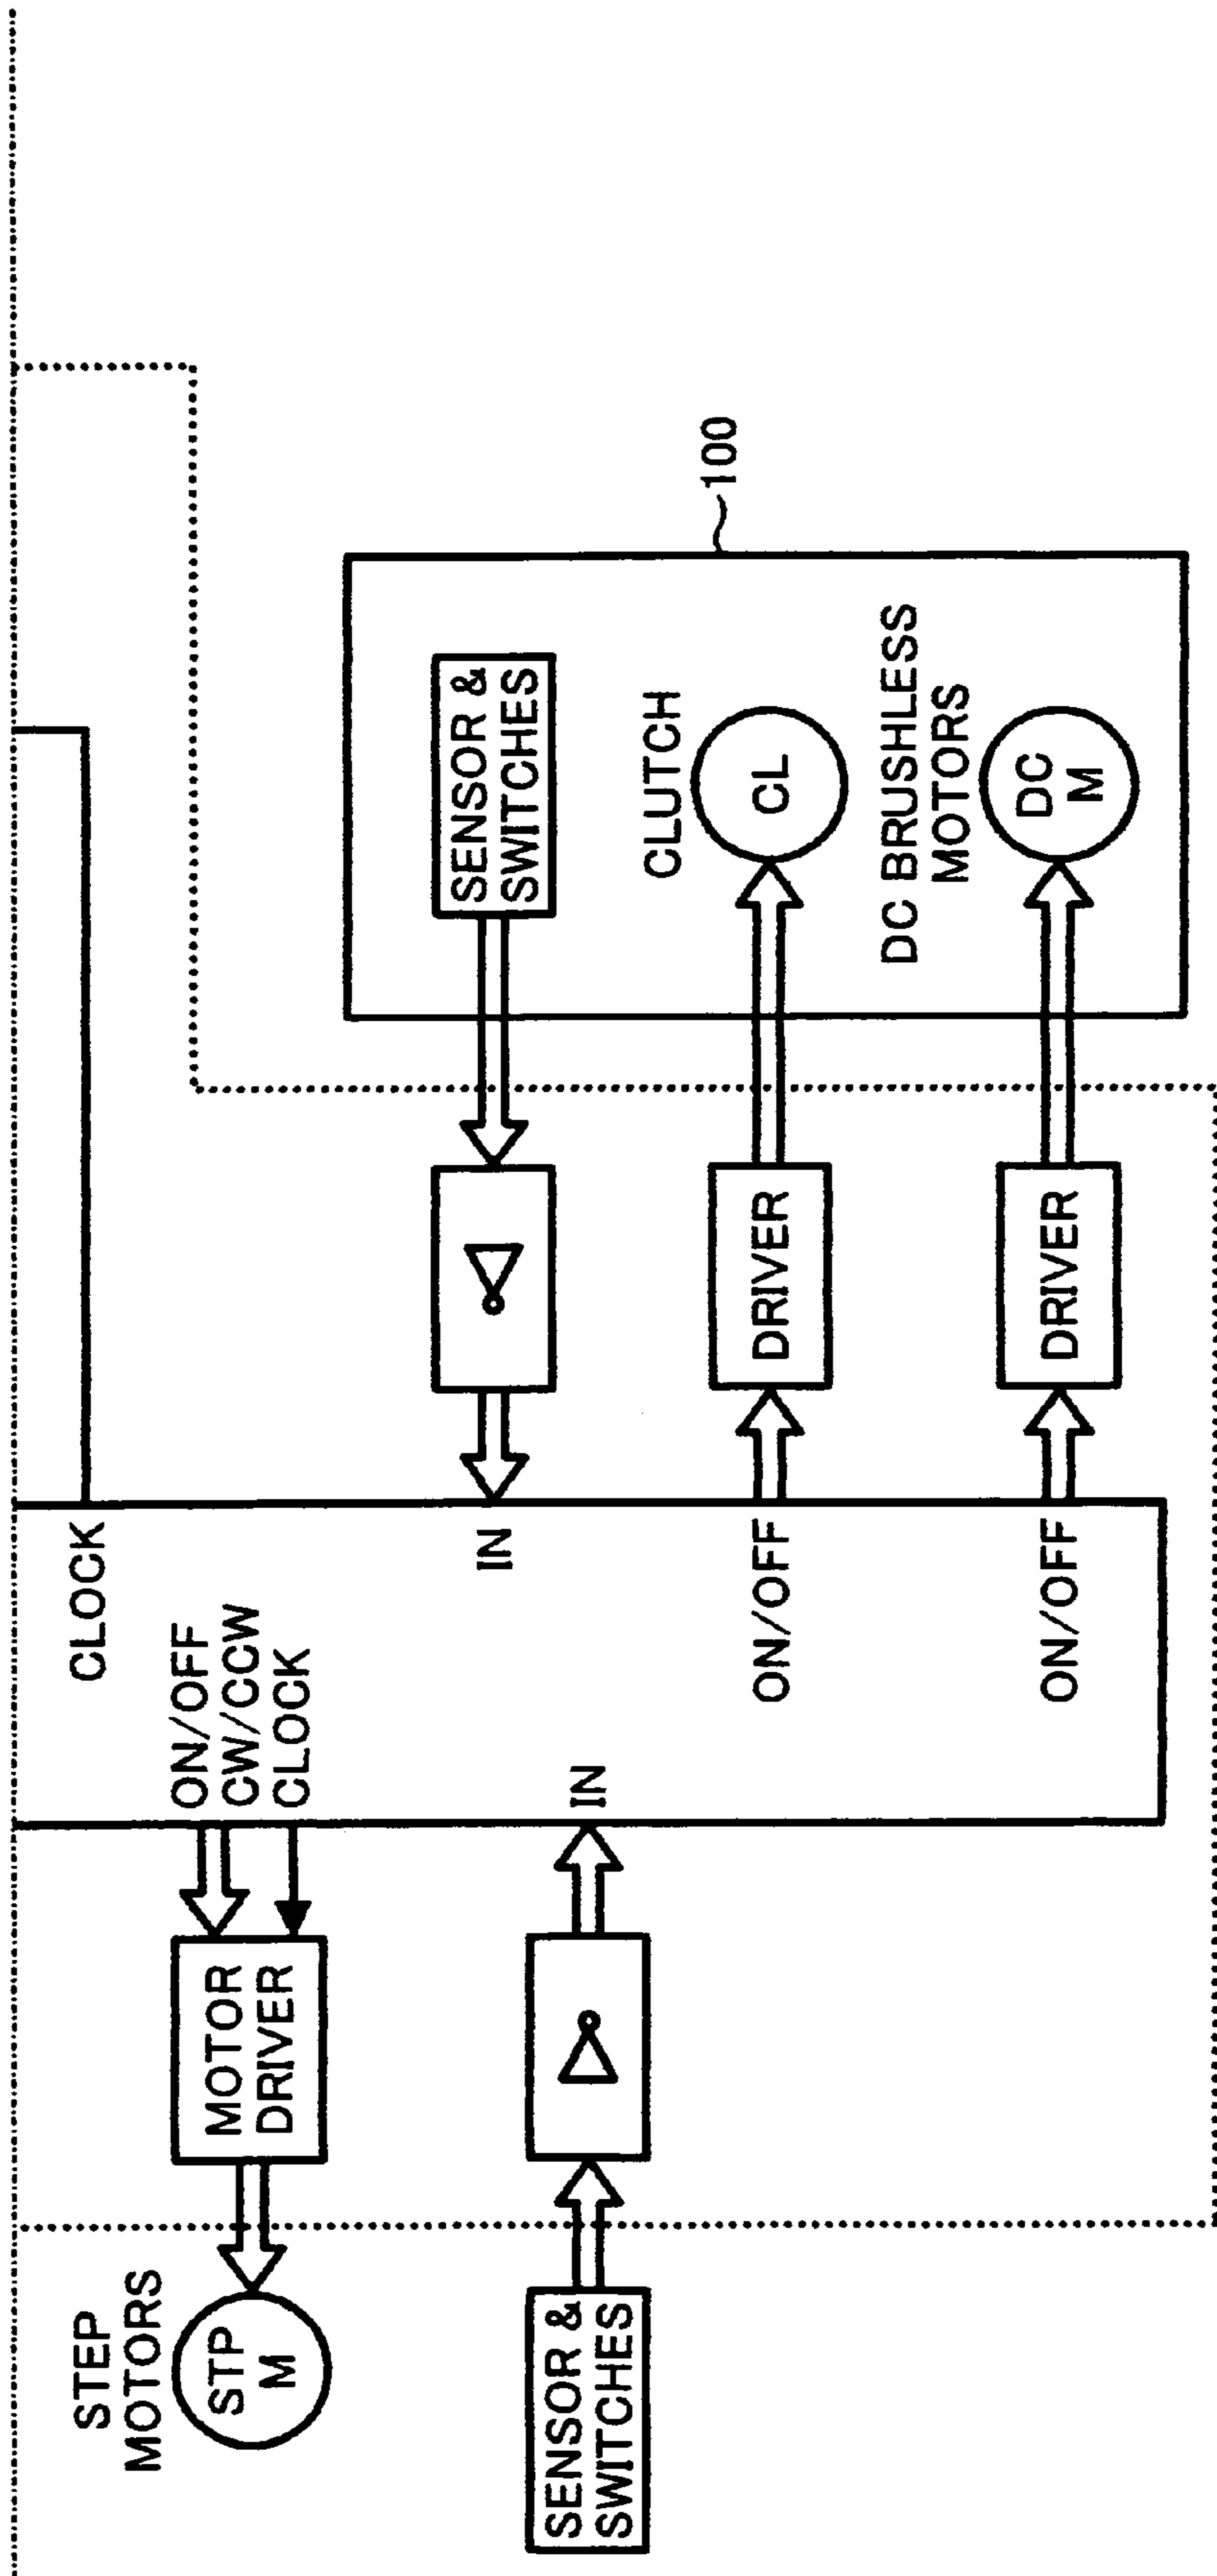 STEP
MOTORS
STP
M
MOTOR
DRIVER
ON/OFF
CW/CCW
CLOCK
CLOCK
SENSOR &
SWITCHES
IN
IN
SENSOR &
SWITCHES
ON/OFF
DRIVER
CLUTCH
CL
ON/OFF
DRIVER
DC BRUSHLESS
MOTORS
DC
M
100